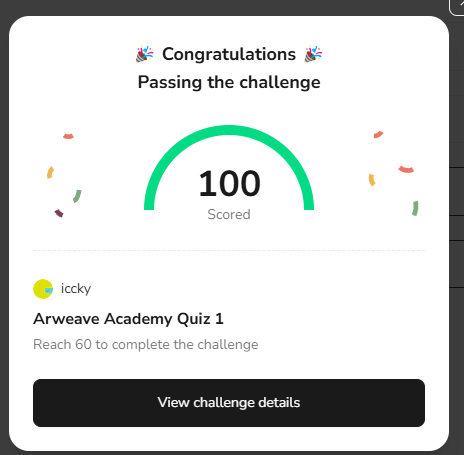 🎉 Congratulations 🎉
Passing the challenge
100
Scored
iccky
Arweave Academy Quiz 1
Reach 60 to complete the challenge
View challenge details